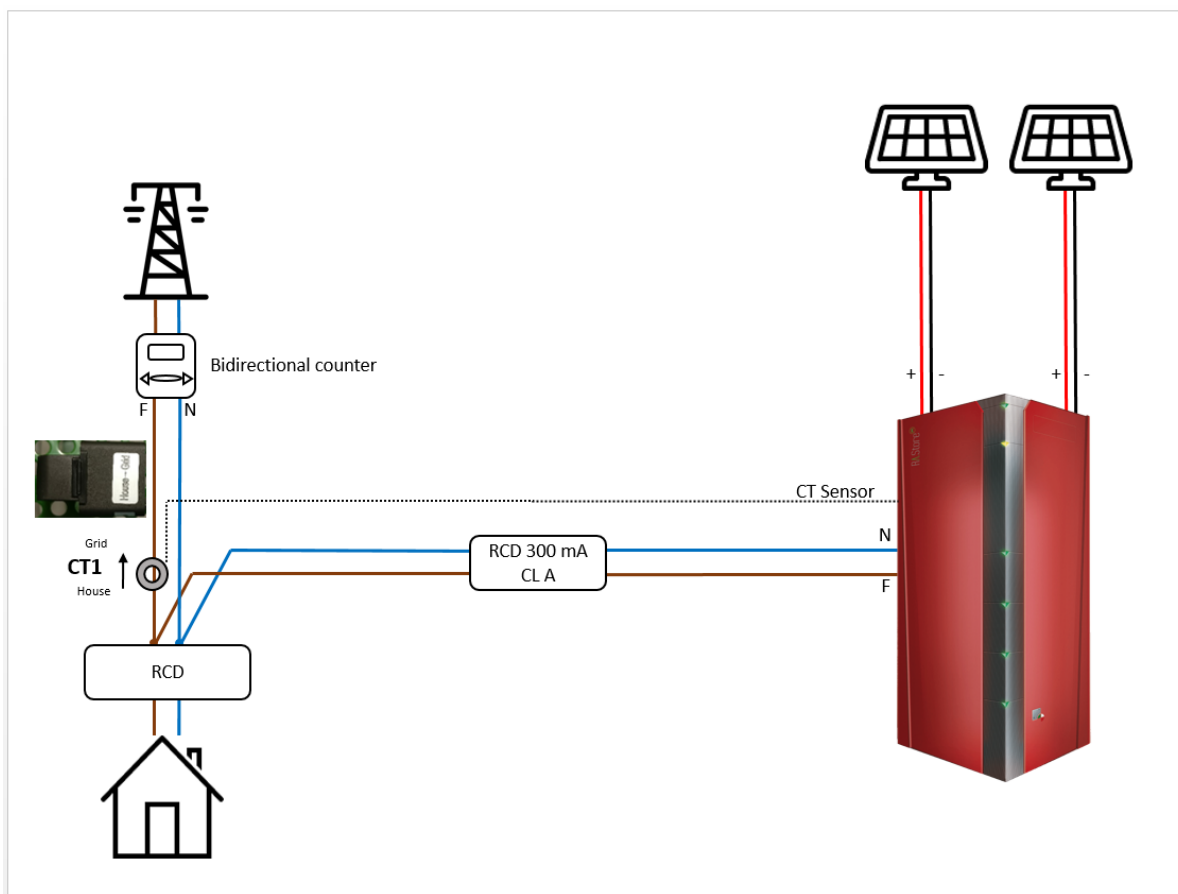 Bidirectional counter
+ - + -
F N
House – Grid
CT Sensor
Grid
CT1
House
N
RCD 300 mA
CL A
F
RCD